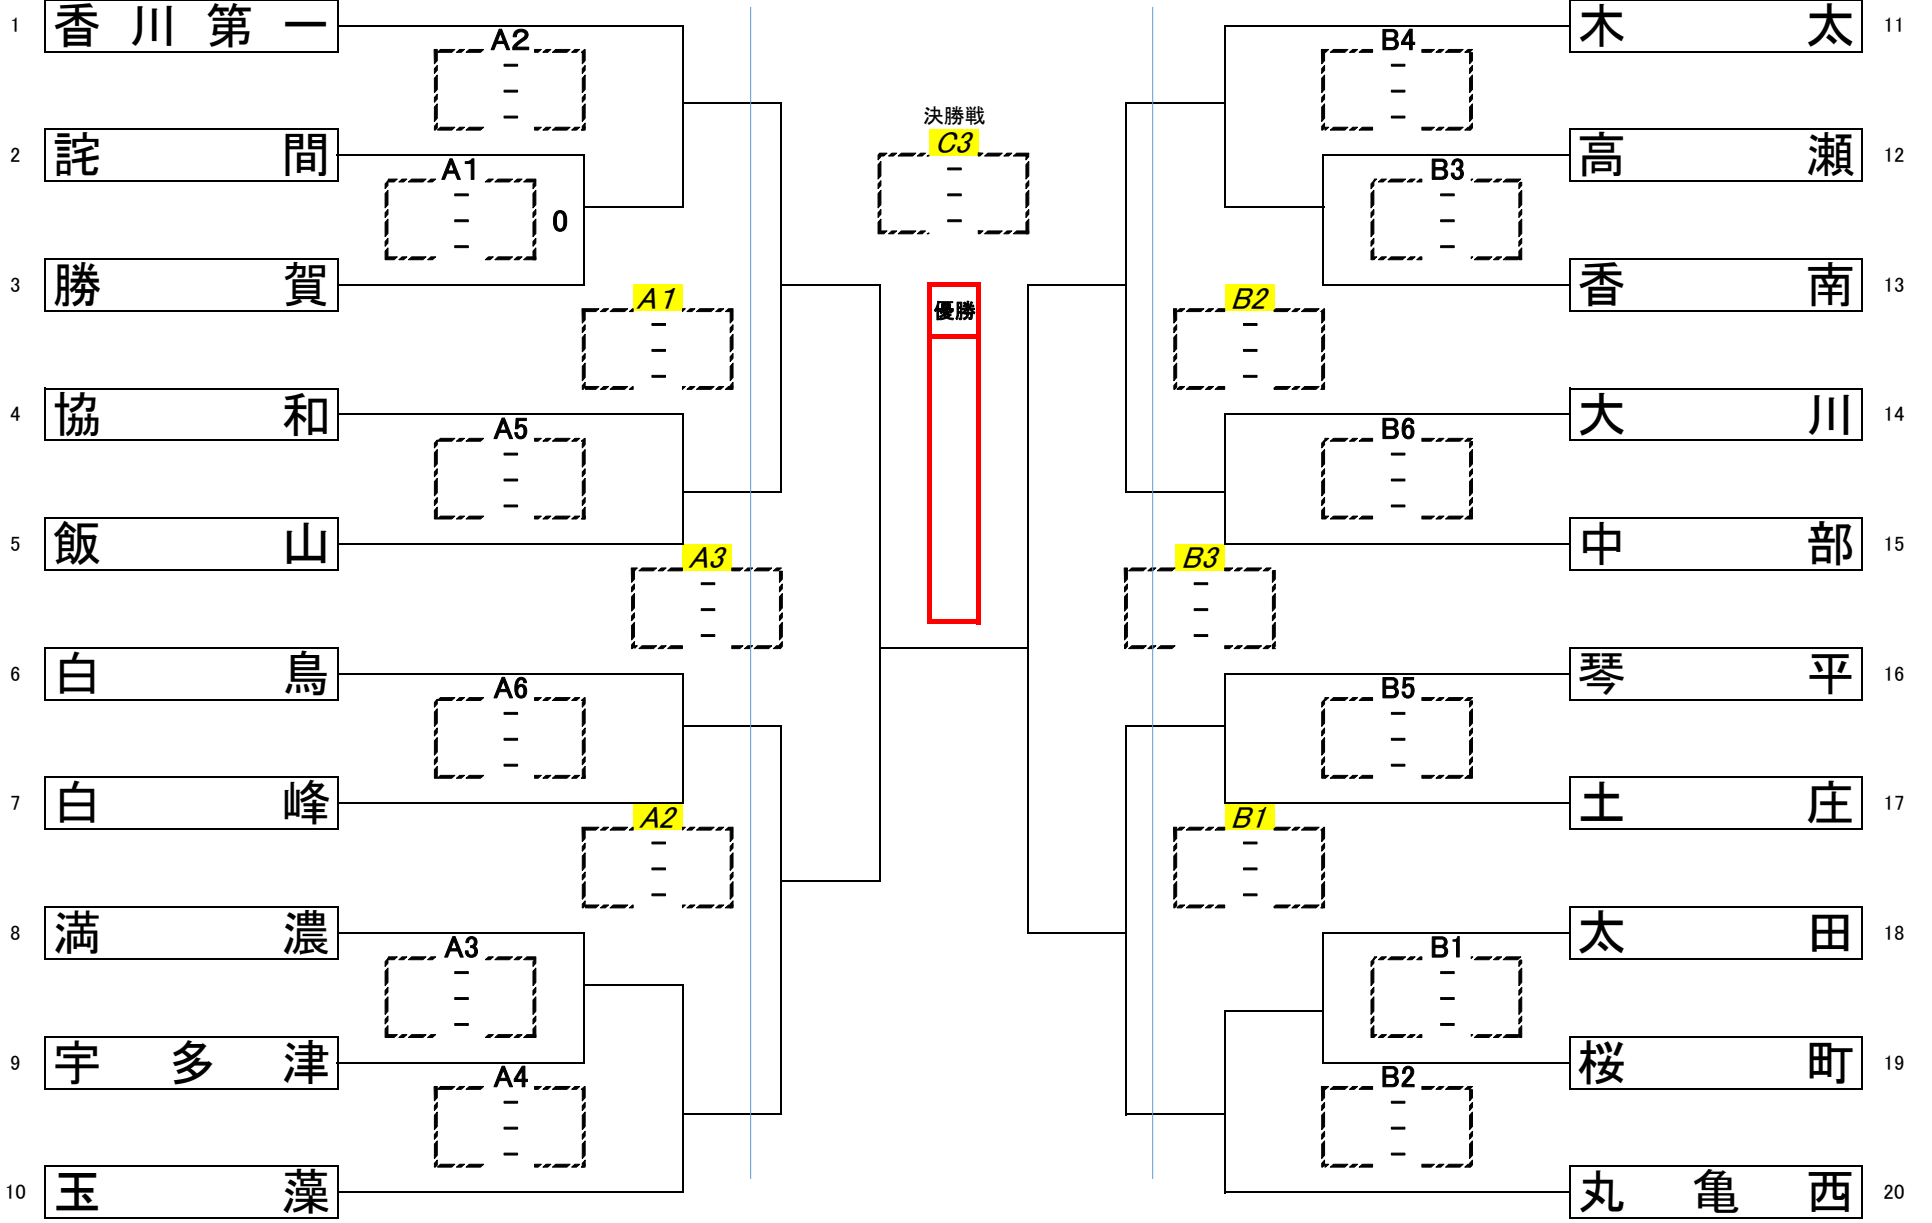 1 香川第一
A2
－
－
－
2 詫間
A1
－
－ 0
－
3 勝賀
A1
－
－
－
4 協和
A5
－
－
－
5 飯山
A3
－
－
－
6 白鳥
A6
－
－
－
7 白峰
A2
－
－
－
8 満濃
A3
－
－
－
9 宇多津
A4
－
－
－
10 玉藻
決勝戦
C3
－
－
－
優勝
木太 11
B4
－
－
－
高瀬 12
B3
－
－
－
香南 13
B2
－
－
－
大川 14
B6
－
－
－
中部 15
B3
－
－
－
琴平 16
B5
－
－
－
土庄 17
B1
－
－
－
太田 18
B1
－
－
－
桜町 19
B2
－
－
－
丸亀西 20